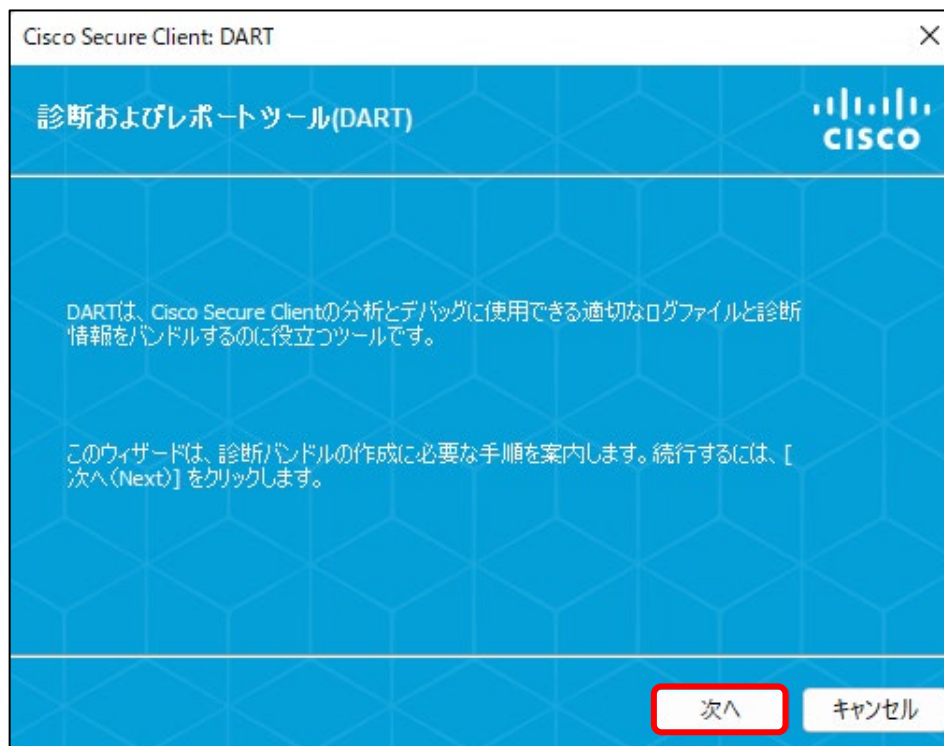 Cisco Secure Client: DART
診断およびレポートツール(DART)
CISCO
DARTは、Cisco Secure Clientの分析とデバッグに使用できる適切なログファイルと診断
情報をバンドルするのに役立つツールです。
このウィザードは、診断バンドルの作成に必要な手順を案内します。続行するには、[
次へ(Next)] をクリックします。
次へ
キャンセル